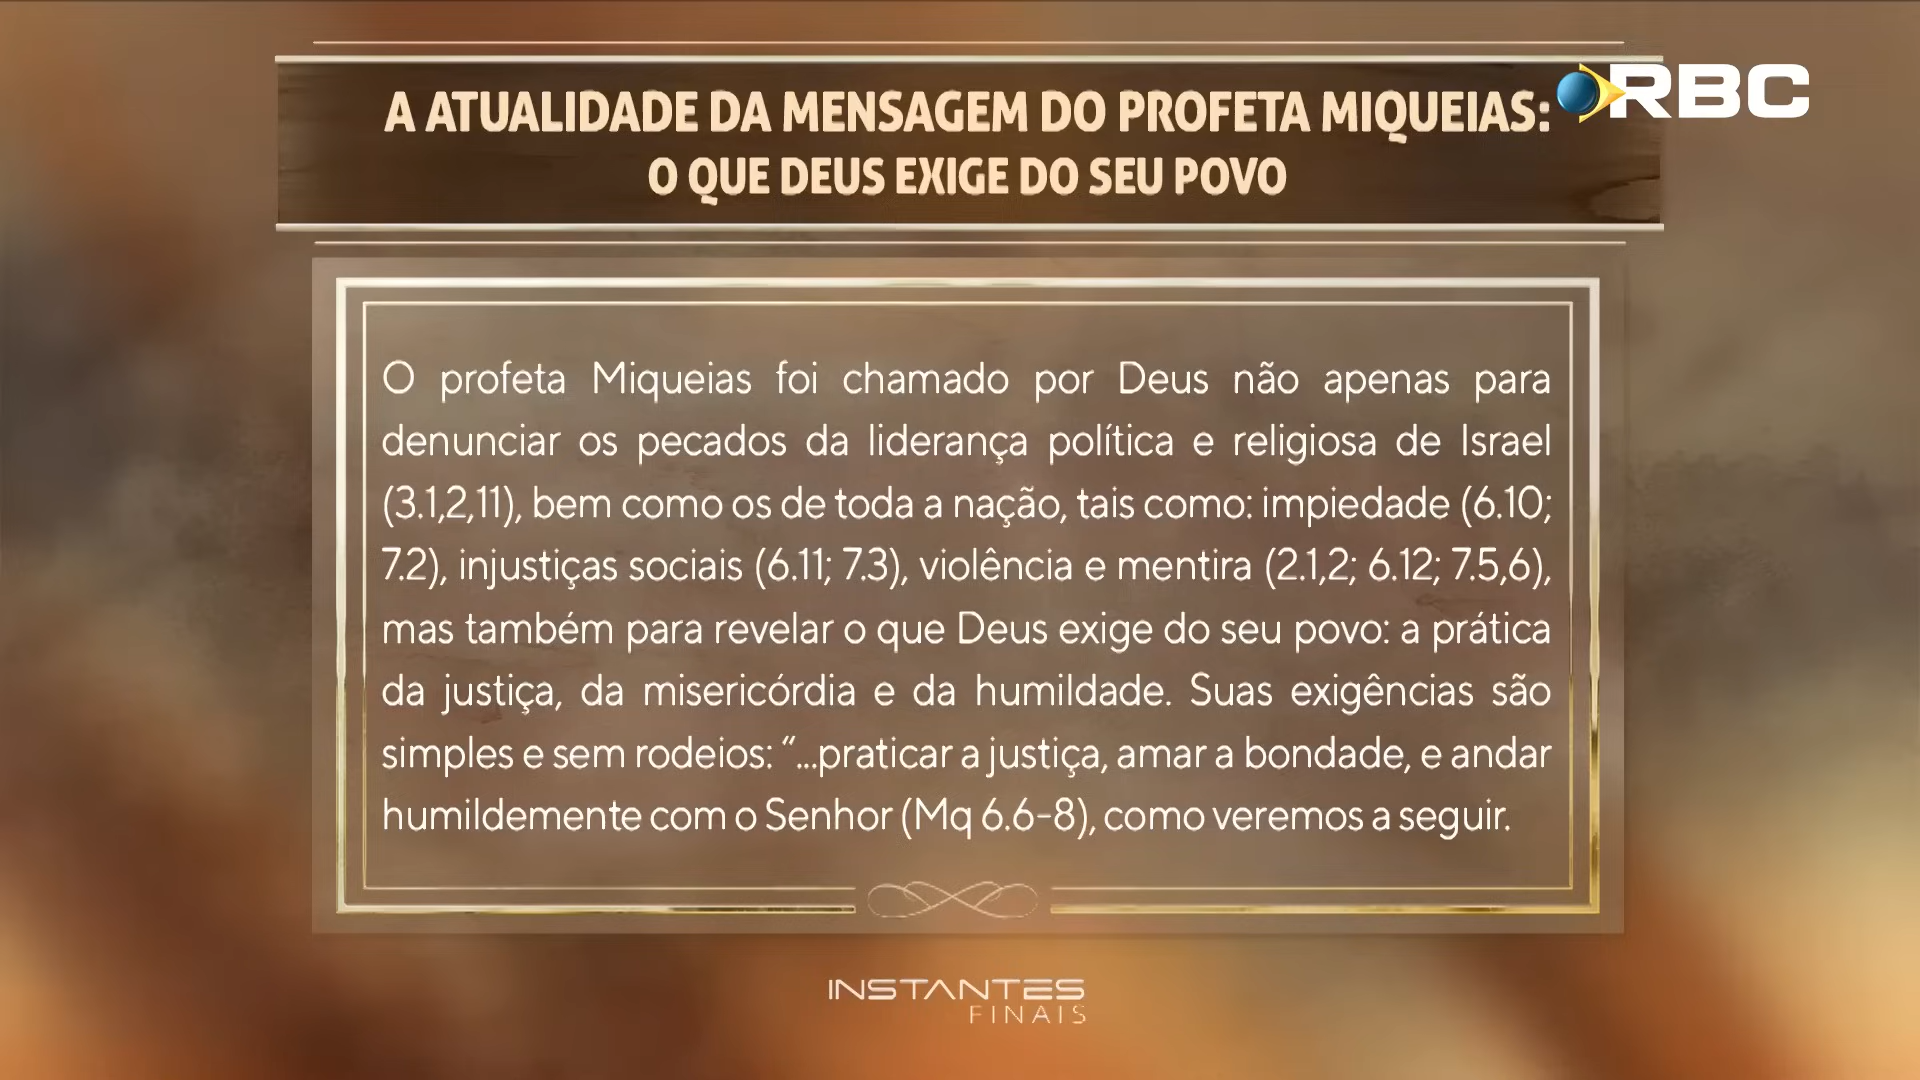 A ATUALIDADE DA MENSAGEM DO PROFETA MIQUEIAS:
RBC
O QUE DEUS EXIGE DO SEU POVO
O profeta Miqueias foi chamado por Deus não apenas para
denunciar os pecados da liderança política e religiosa de Israel
(3.1,2,11), bem como os de toda a nação, tais como: impiedade (6.10;
7.2), injustiças sociais (6.11; 7.3), violência e mentira (2.1,2; 6.12; 7.5,6),
mas também para revelar o que Deus exige do seu povo: a prática
da justiça, da misericórdia e da humildade. Suas exigências são
simples e sem rodeios: “...praticar a justiça, amar a bondade, e andar
humildemente com o Senhor (Mq 6.6-8), como veremos a seguir.
INSTANTES
FINAIS